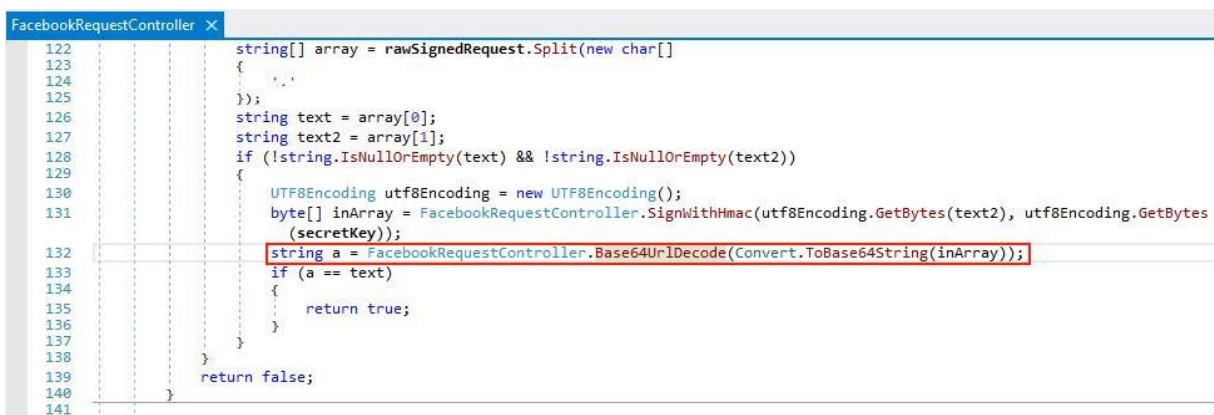 FacebookRequestController ×
122 string[] array = rawSignedRequest.Split(new char[]
123 {
124 '.'
125 });
126 string text = array[0];
127 string text2 = array[1];
128 if (!string.IsNullOrEmpty(text) && !string.IsNullOrEmpty(text2))
129 {
130 UTF8Encoding utf8Encoding = new UTF8Encoding();
131 byte[] inArray = FacebookRequestController.SignWithHmac(utf8Encoding.GetBytes(text2), utf8Encoding.GetBytes
(secretKey));
132 string a = FacebookRequestController.Base64UrlDecode(Convert.ToBase64String(inArray));
133 if (a == text)
134 {
135 return true;
136 }
137 }
138 }
139 return false;
140 }
141